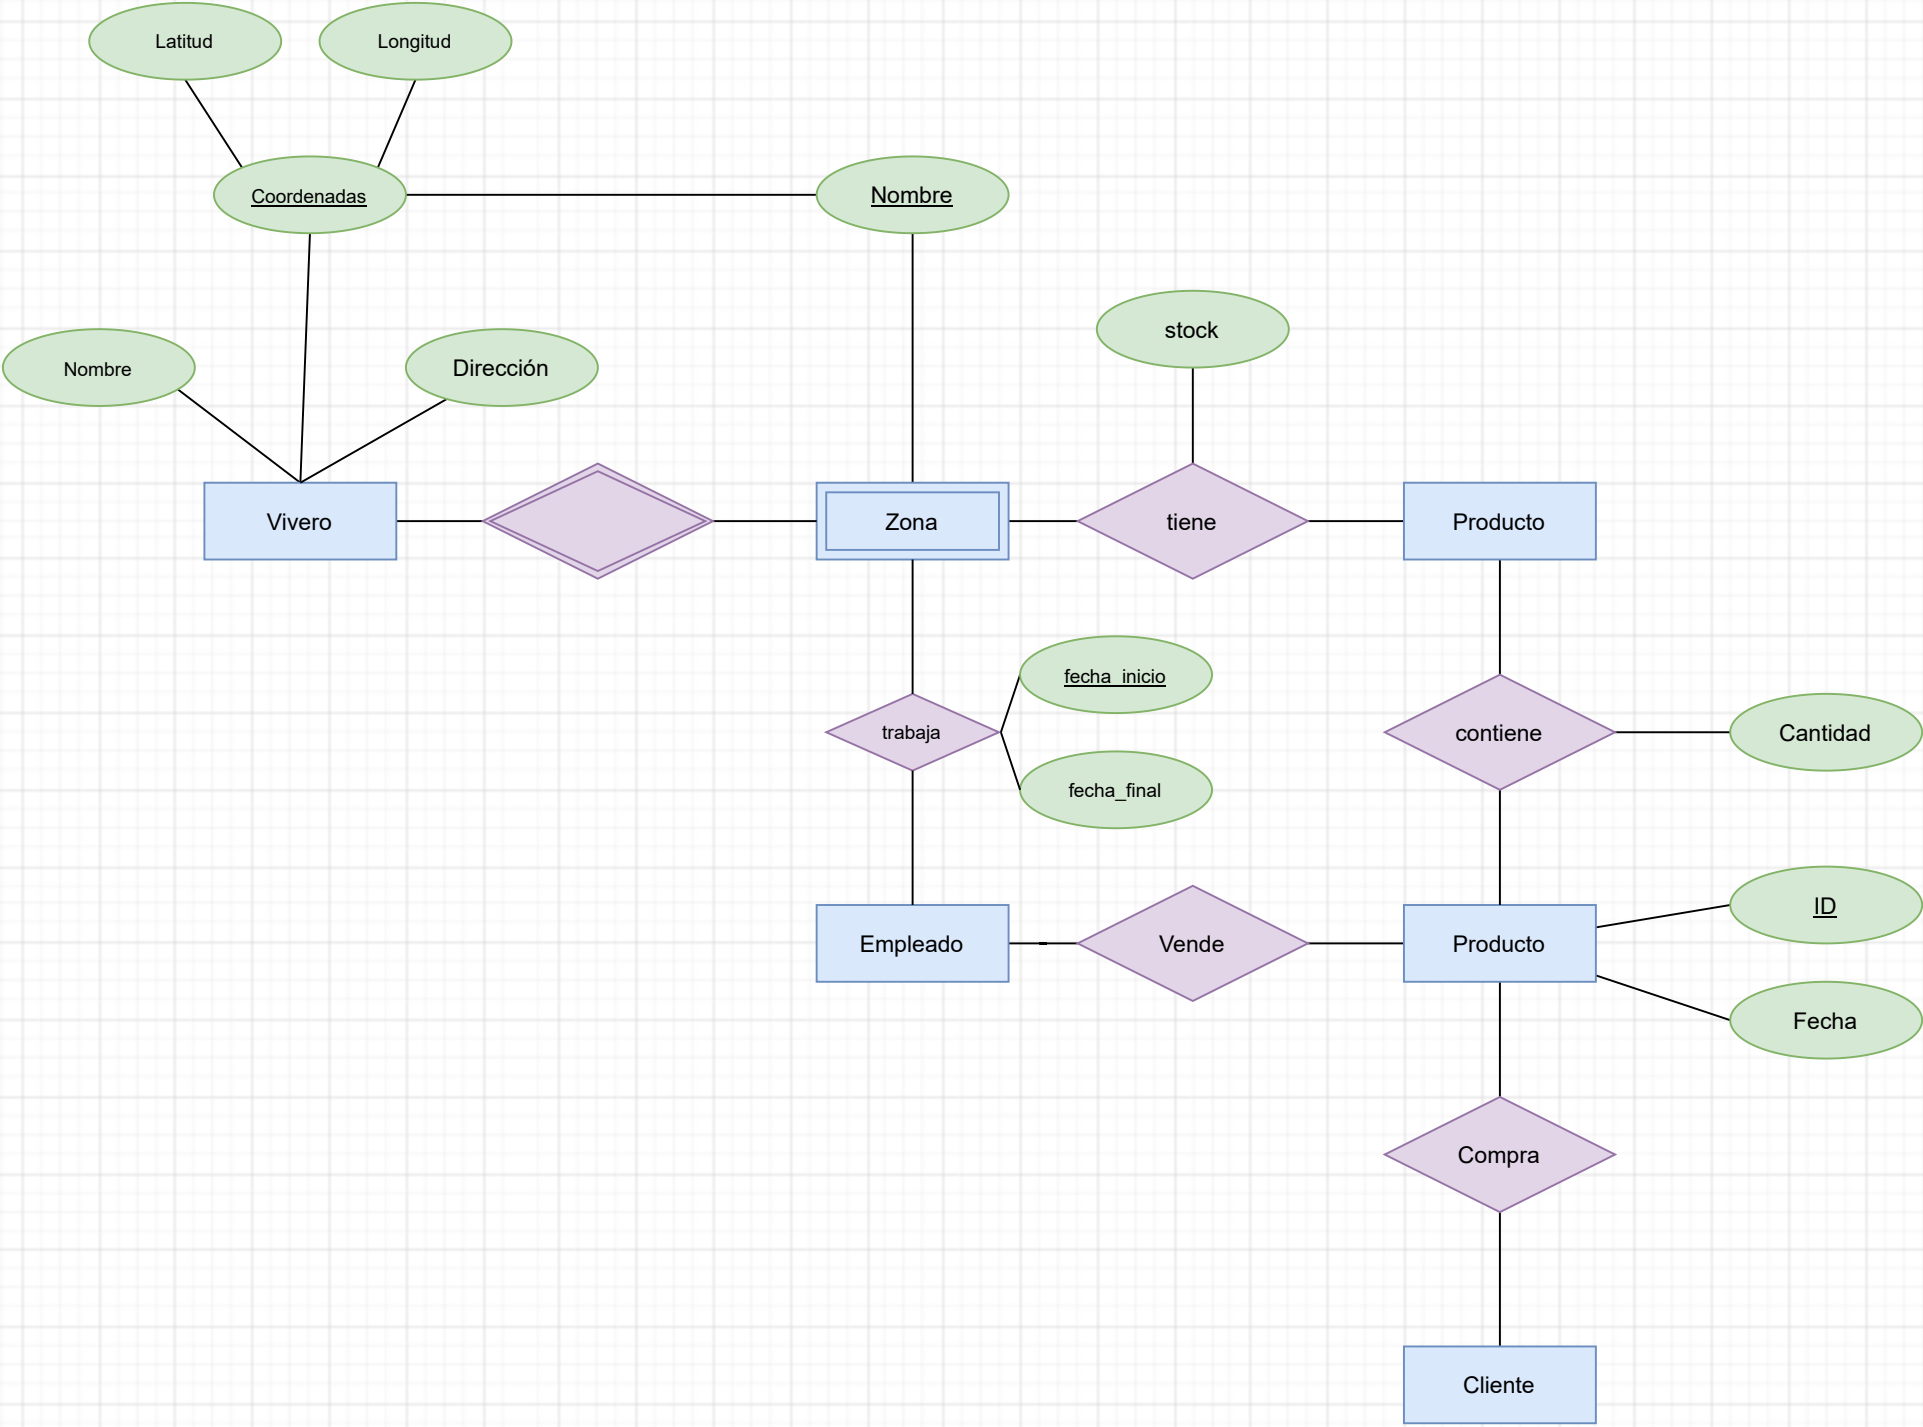 Latitud
Longitud
Coordenadas
Nombre
stock
Nombre
Dirección
Vivero
Zona
tiene
Producto
fecha_inicio
trabaja
contiene
Cantidad
fecha_final
ID
Empleado
Vende
Producto
Fecha
Compra
Cliente